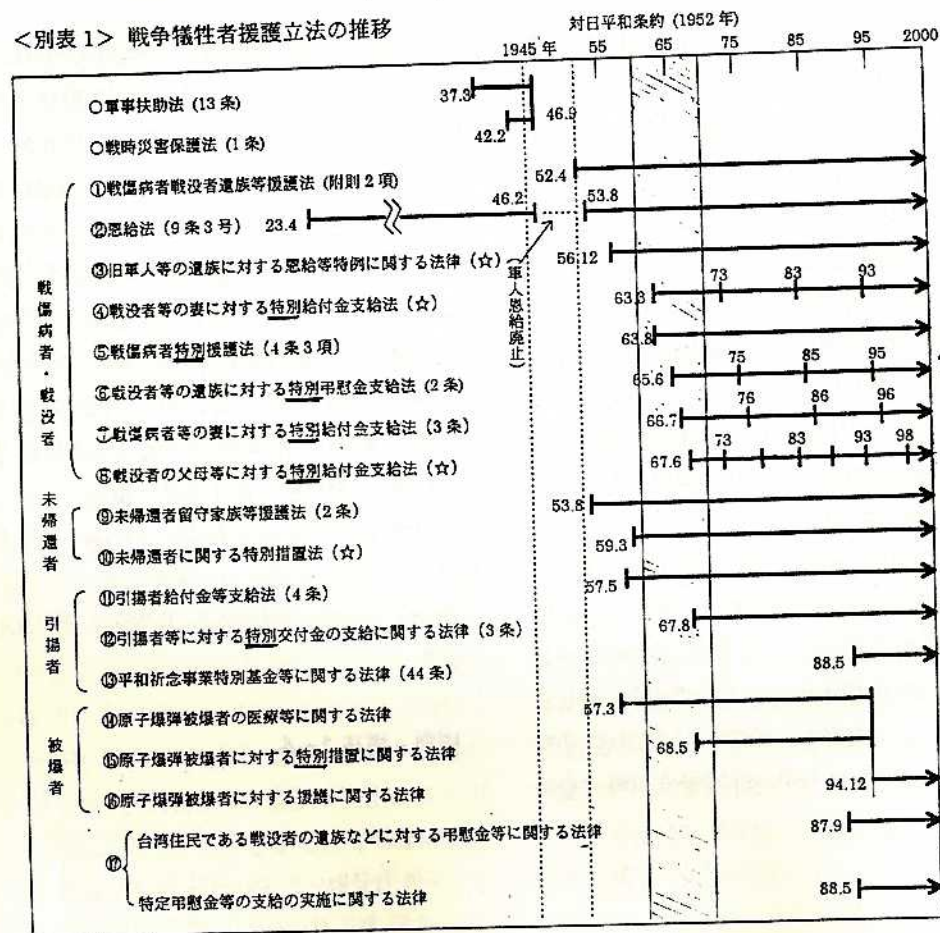 ＜別表1＞ 戦争犠牲者援護立法の推移
対日平和条約 (1952年)
1945年 55 65 75 85 95 2000
○軍事扶助法 (13条) 37.3 46.9
○戦時災害保護法 (1条) 42.2
戦傷病者・戦没者
①戦傷病者戦没者遺族等援護法 (附則2項) 52.4
②恩給法 (9条3号) 23.4 46.2 53.8
(軍人恩給廃止)
③旧軍人等の遺族に対する恩給等特例に関する法律 (☆) 56.12
④戦没者等の妻に対する特別給付金支給法 (☆) 63.3 73 83 93
⑤戦傷病者特別援護法 (4条3項) 63.8
⑥戦没者等の遺族に対する特別弔慰金支給法 (2条) 65.6 75 85 95
⑦戦傷病者等の妻に対する特別給付金支給法 (3条) 66.7 76 86 96
⑧戦没者の父母等に対する特別給付金支給法 (☆) 67.6 73 83 93 98
未帰還者
⑨未帰還者留守家族等援護法 (2条) 53.8
⑩未帰還者に関する特別措置法 (☆) 59.3
引揚者
⑪引揚者給付金等支給法 (4条) 57.5
⑫引揚者等に対する特別交付金の支給に関する法律 (3条) 67.8
⑬平和祈念事業特別基金等に関する法律 (44条) 88.5
被爆者
⑭原子爆弾被爆者の医療等に関する法律 57.3
⑮原子爆弾被爆者に対する特別措置に関する法律 68.5
⑯原子爆弾被爆者に対する援護に関する法律 94.12
⑰
台湾住民である戦没者の遺族などに対する弔慰金等に関する法律 87.9
特定弔慰金等の支給の実施に関する法律 88.5